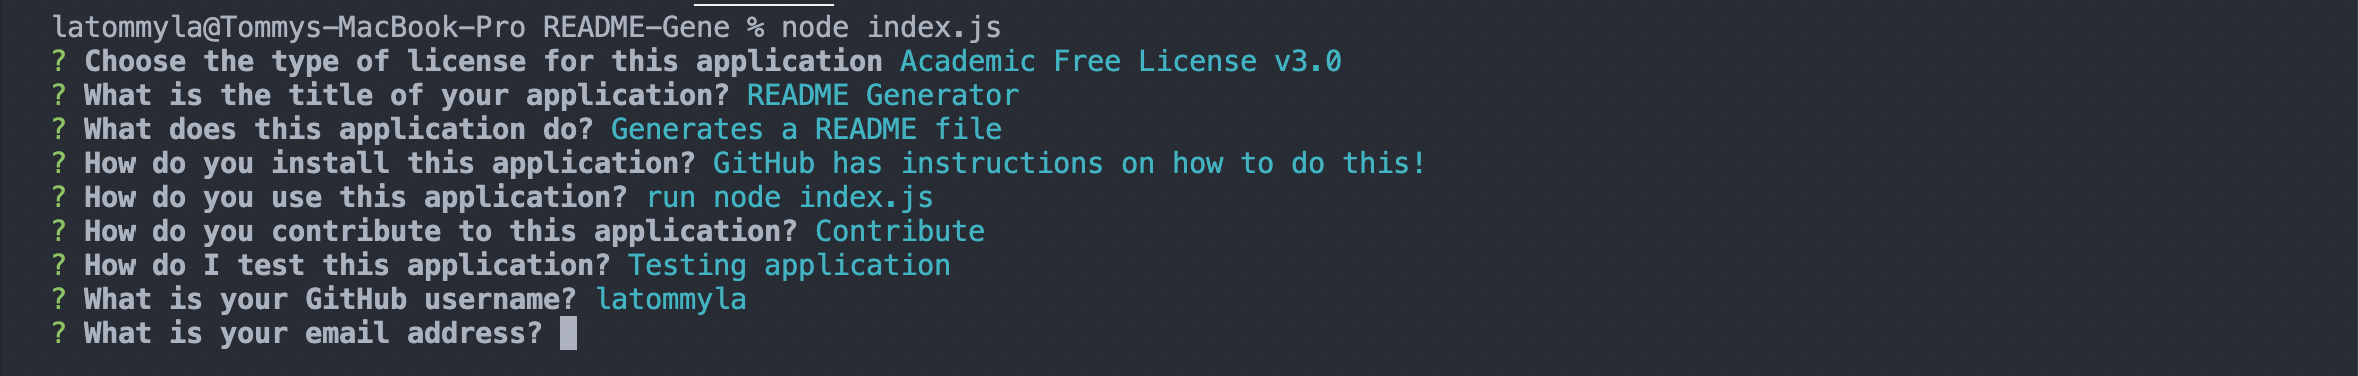 latommyla@Tommys-MacBook-Pro README-Gene % node index.js
? Choose the type of license for this application Academic Free License v3.0
? What is the title of your application? README Generator
? What does this application do? Generates a README file
? How do you install this application? GitHub has instructions on how to do this!
? How do you use this application? run node index.js
? How do you contribute to this application? Contribute
? How do I test this application? Testing application
? What is your GitHub username? latommyla
? What is your email address?